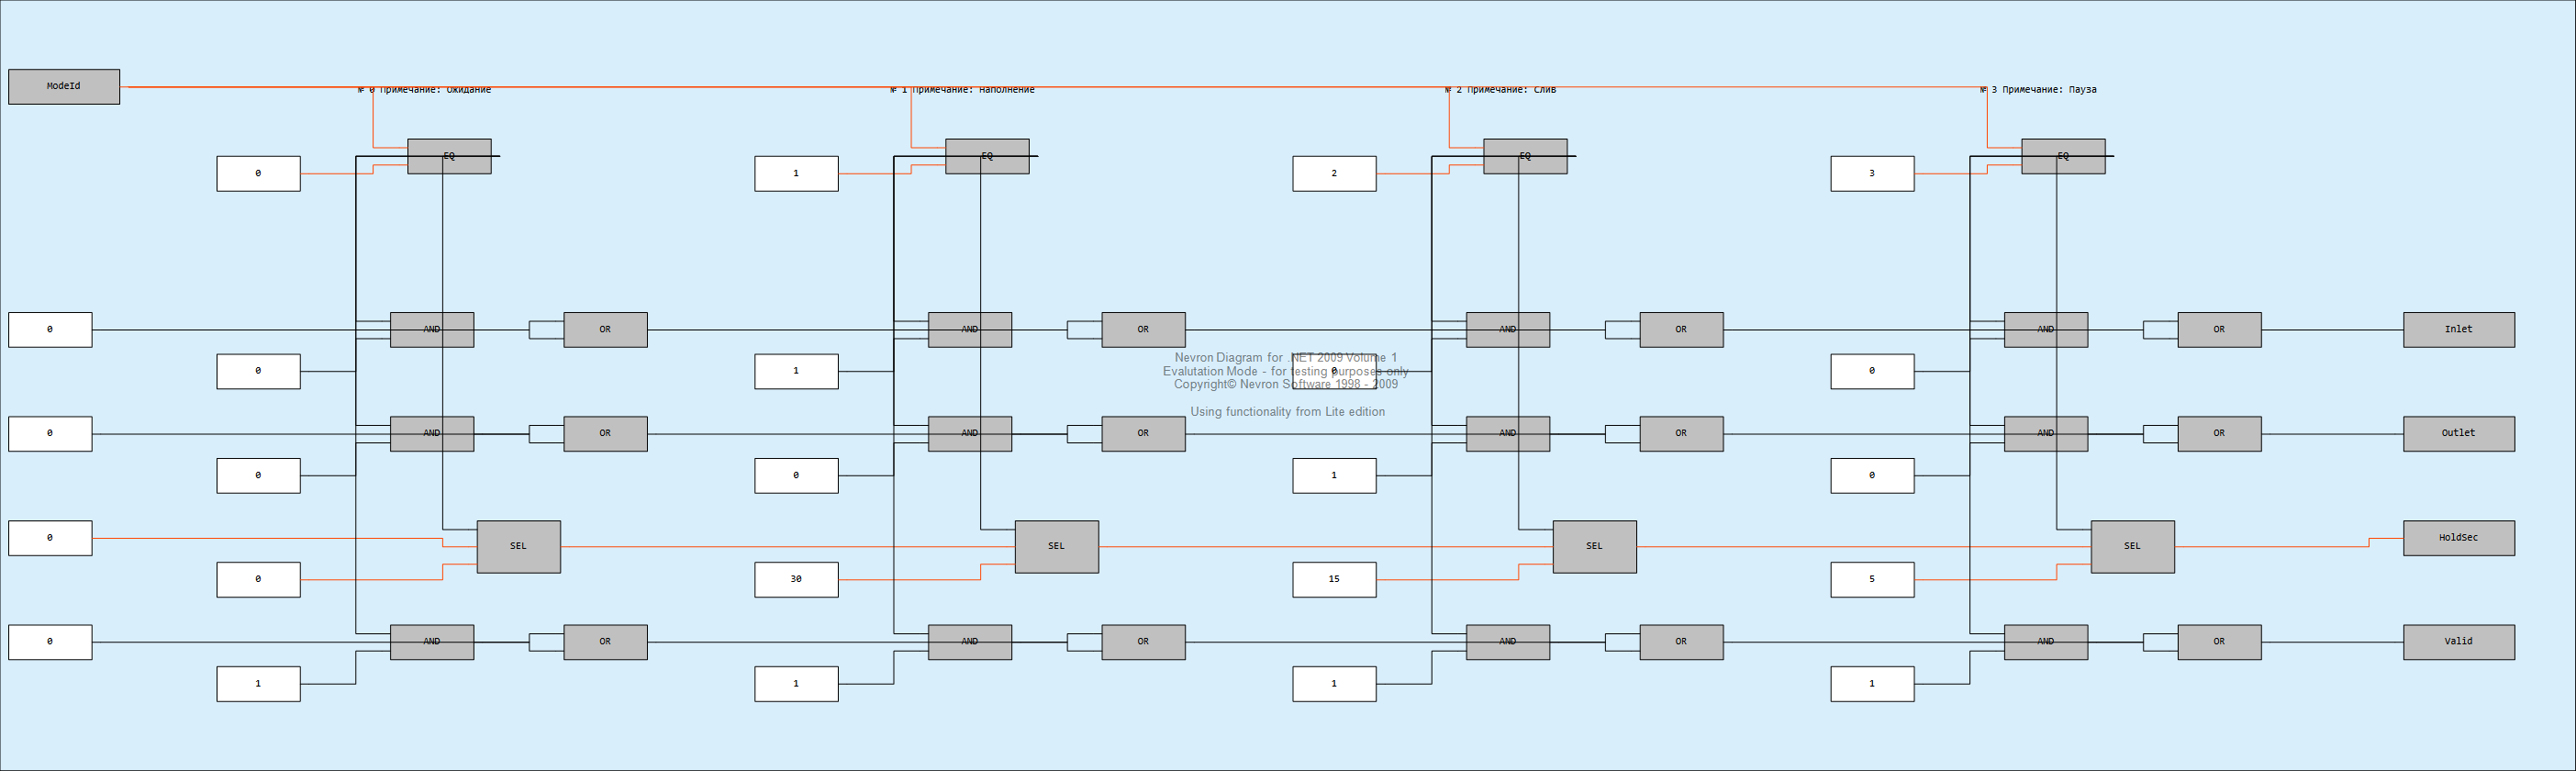 ModeId
№ 0 Примечание: Ожидание
№ 1 Примечание: Наполнение
№ 2 Примечание: Слив
№ 3 Примечание: Пауза
EQ
EQ
EQ
EQ
0
1
2
3
0
AND
OR
AND
OR
AND
OR
AND
OR
Inlet
0
1
0
0
Nevron Diagram for .NET 2009 Volume 1
Evalutation Mode - for testing purposes only
Copyright© Nevron Software 1998 - 2009
Using functionality from Lite edition
0
AND
OR
AND
OR
AND
OR
AND
OR
Outlet
0
0
1
0
0
SEL
SEL
SEL
SEL
HoldSec
0
30
15
5
0
AND
OR
AND
OR
AND
OR
AND
OR
Valid
1
1
1
1